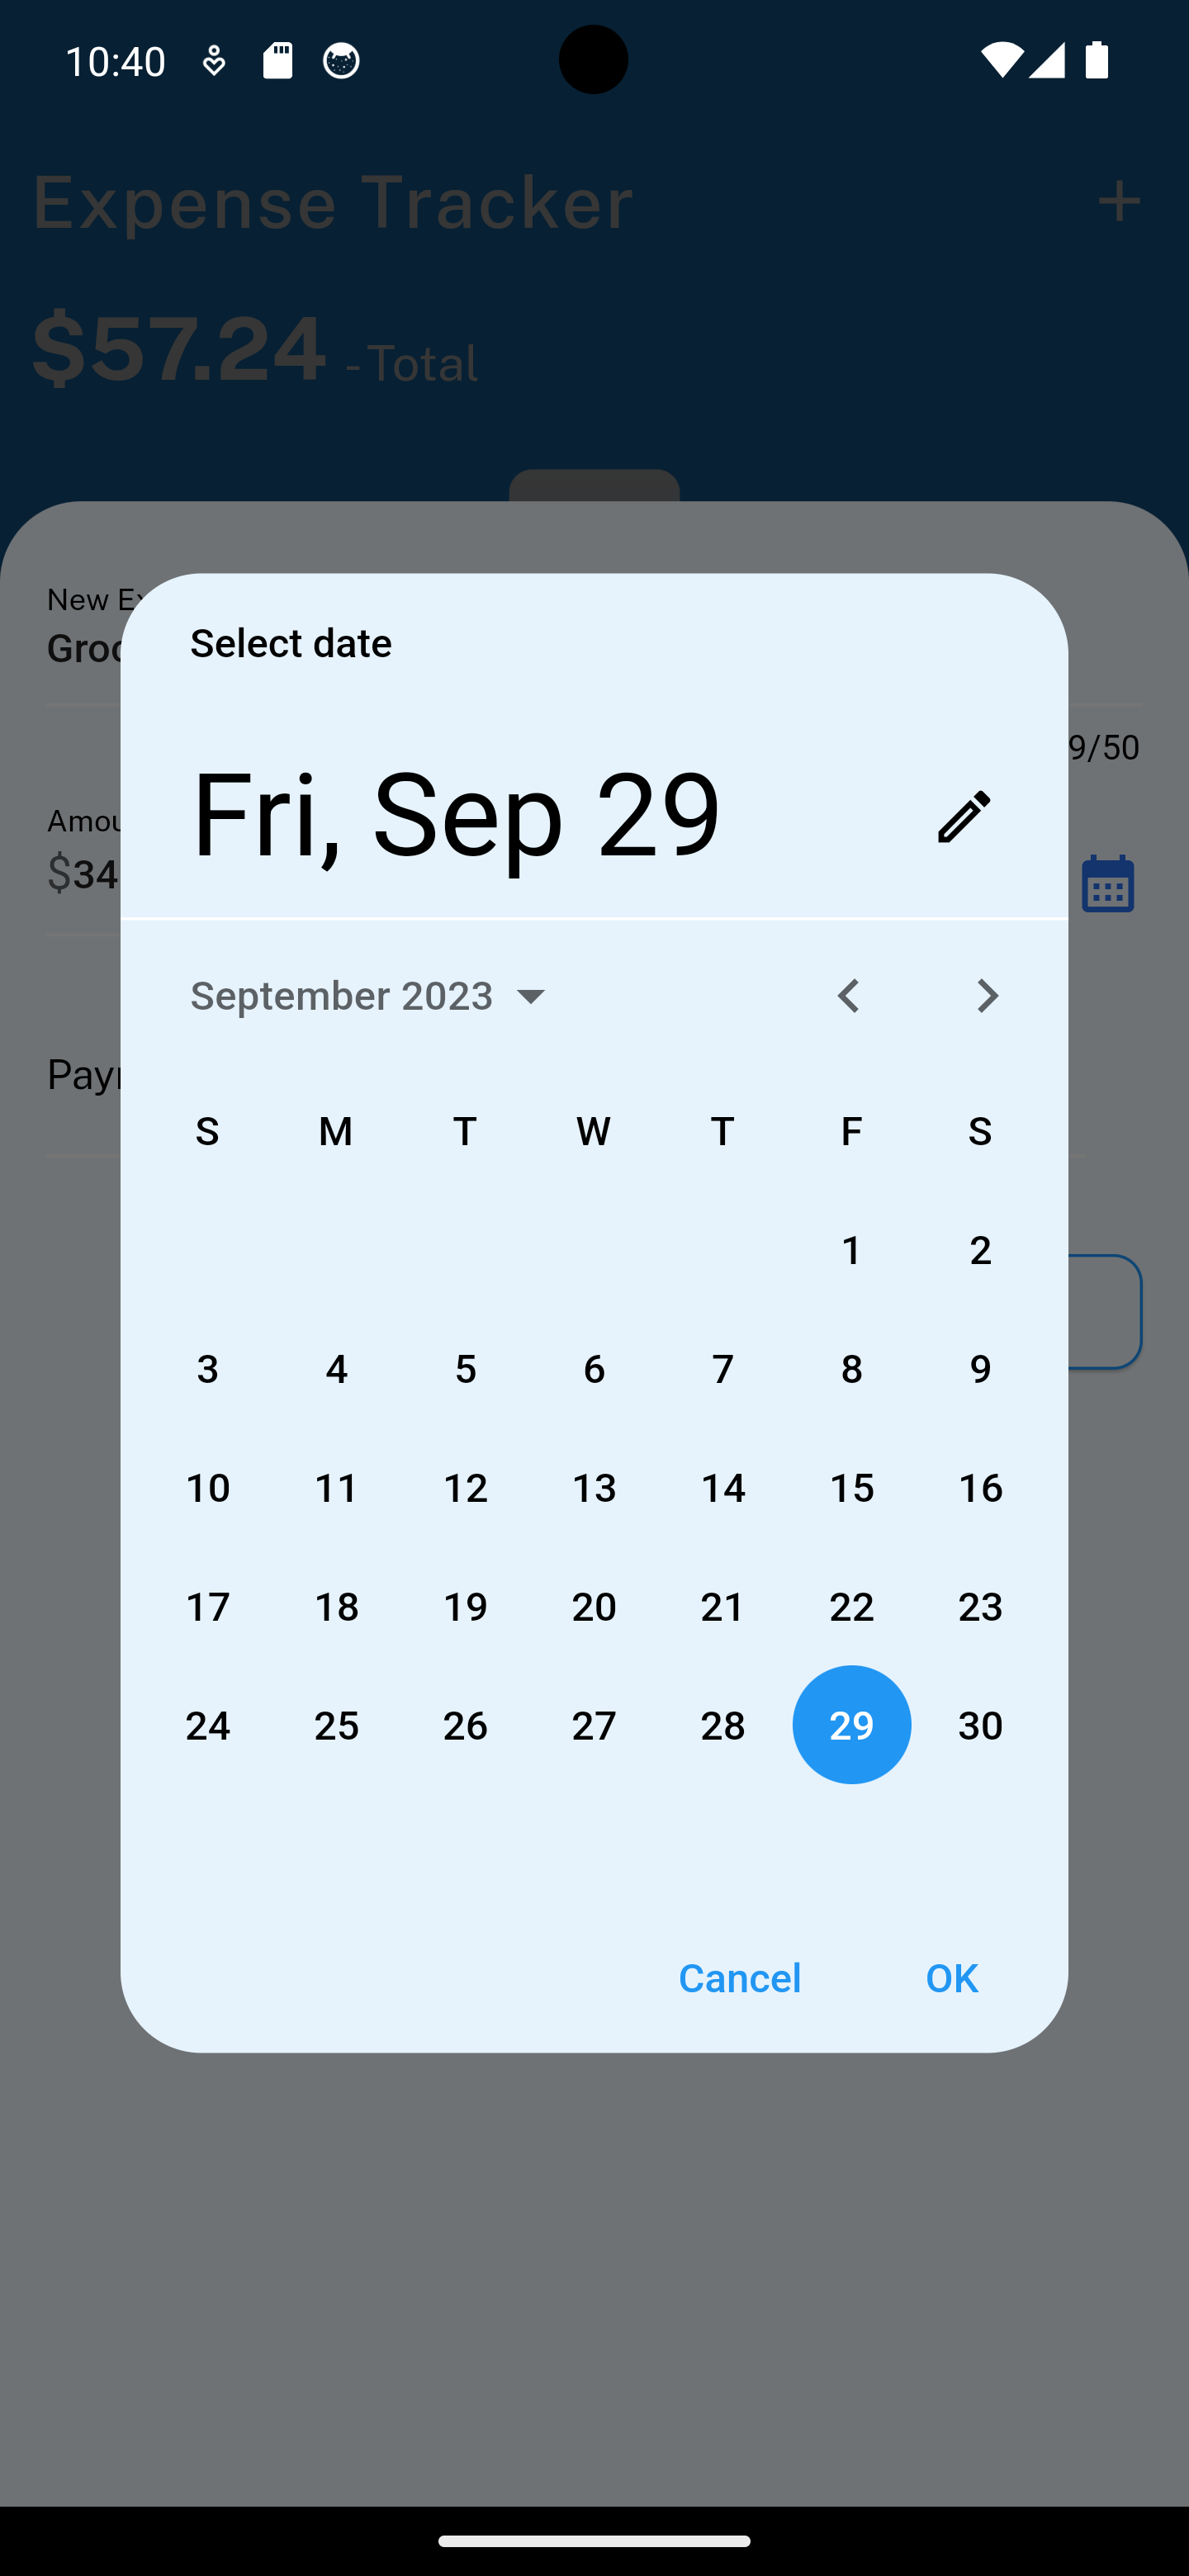 10:40
Expense Tracker +
$57.24 - Total
New
Select date
9/50
Fri, Sep 29
$34
September 2023
S M T W T F S
1 2
3 4 5 6 7 8 9
10 11 12 13 14 15 16
17 18 19 20 21 22 23
24 25 26 27 28 29 30
Cancel OK